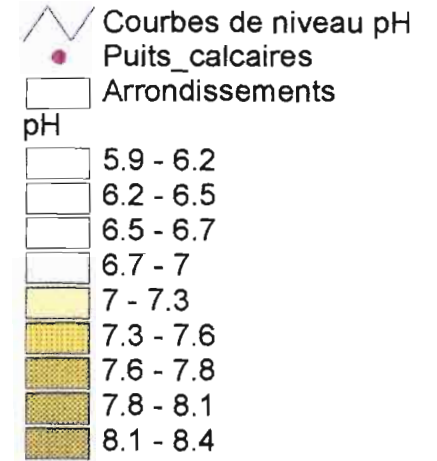 Courbes de niveau pH
Puits_calcaires
Arrondissements
pH
5.9 - 6.2
6.2 - 6.5
6.5 - 6.7
6.7 - 7
7 - 7.3
7.3 - 7.6
7.6 - 7.8
7.8 - 8.1
8.1 - 8.4